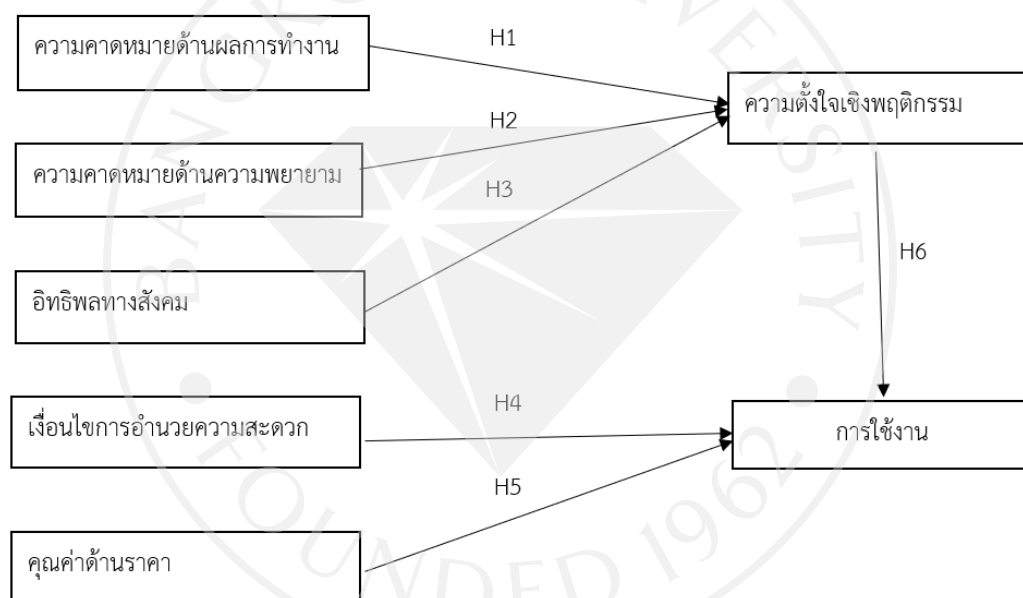 ความคาดหมายด้านผลการทำงาน
H1
ความตั้งใจเชิงพฤติกรรม
H2
ความคาดหมายด้านความพยายาม
H3
H6
อิทธิพลทางสังคม
เงื่อนไขการอำนวยความสะดวก
H4
การใช้งาน
H5
คุณค่าด้านราคา
BANGK
VERSITY
FOUNDED 1962